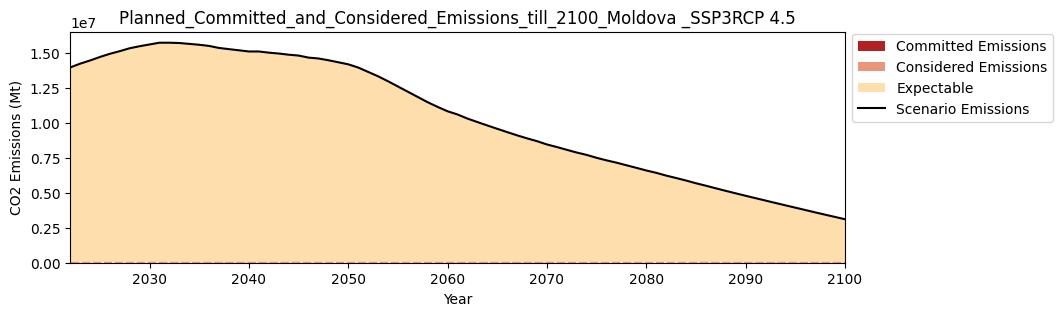 Planned_Committed_and_Considered_Emissions_till_2100_Moldova _SSP3RCP 4.5
1e7
1.50
1.25
1.00
0.75
0.50
0.25
0.00
CO2 Emissions (Mt)
2030 2040 2050 2060 2070 2080 2090 2100
Year
Committed Emissions
Considered Emissions
Expectable
Scenario Emissions